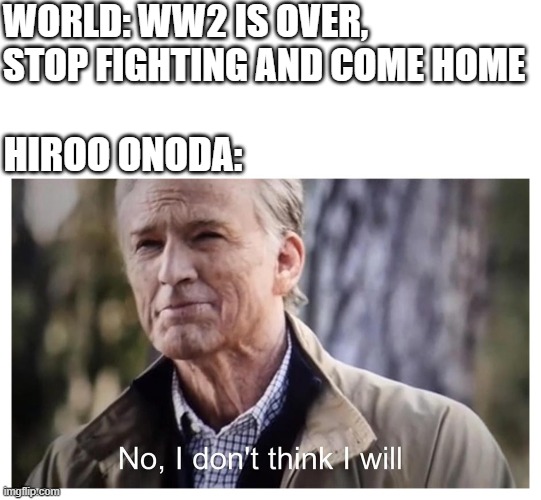 WORLD: WW2 IS OVER,
STOP FIGHTING AND COME HOME
HIROO ONODA:
No, I don't think I will
imgflip.com